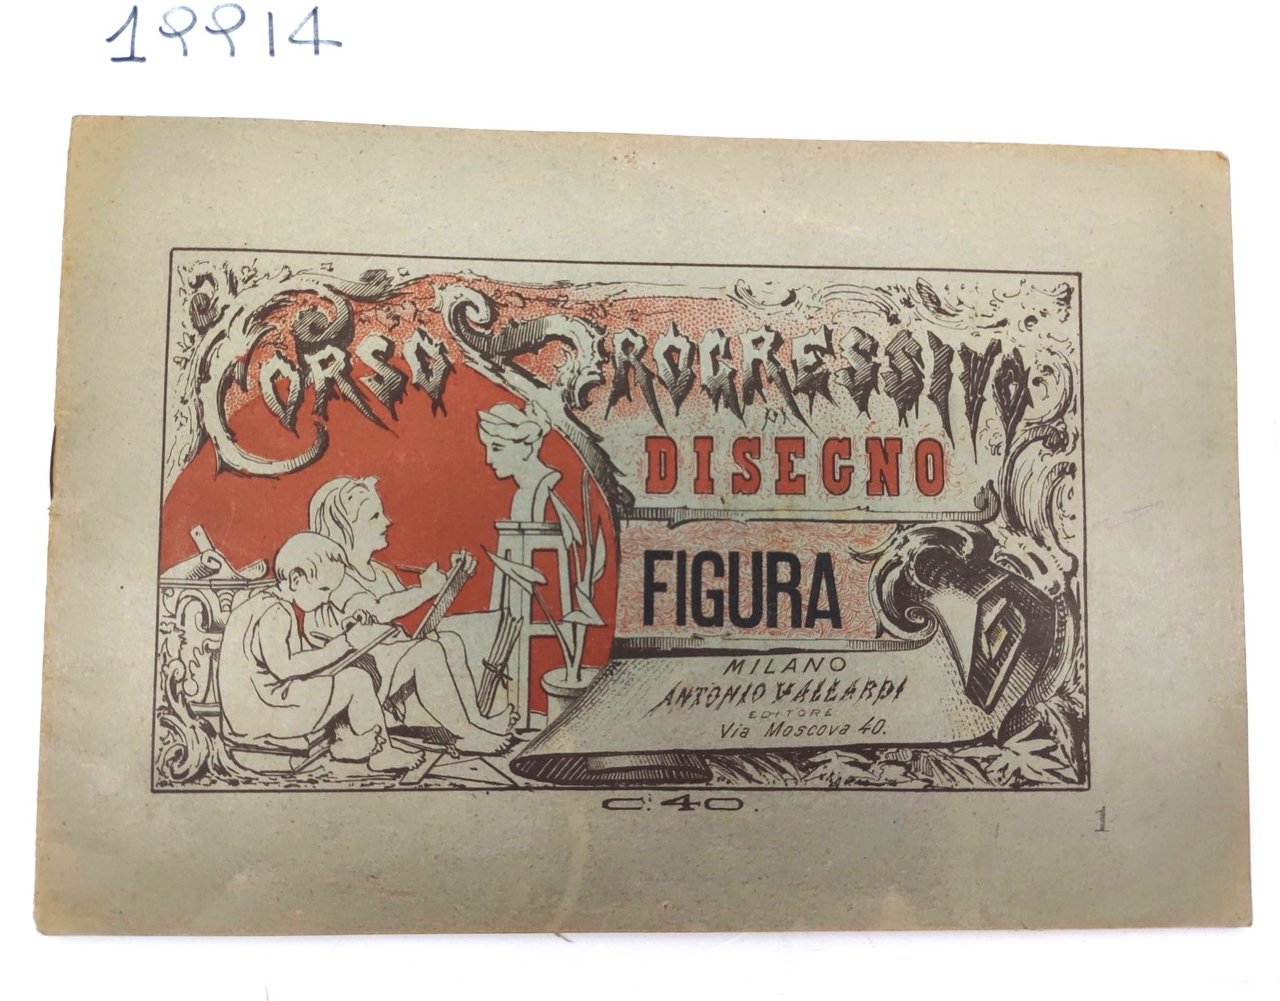 19914
CORSO PROGRESSIVO
DI
DISEGNO
FIGURA
MILANO
ANTONIO VALLARDI
EDITORE
Via Moscova 40.
C. 40.
1